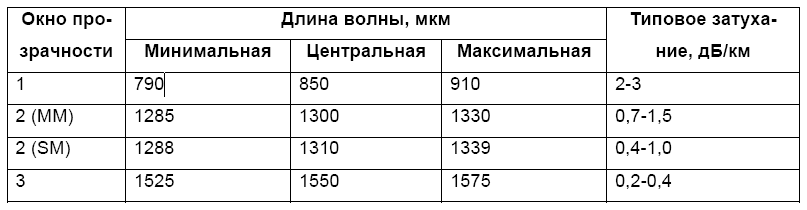 Окно про- Длина волны, мкм Типовое затуха-
зрачности Минимальная Центральная Максимальная ние, дБ/км
1 790 850 910 2-3
2 (MM) 1285 1300 1330 0,7-1,5
2 (SM) 1288 1310 1339 0,4-1,0
3 1525 1550 1575 0,2-0,4